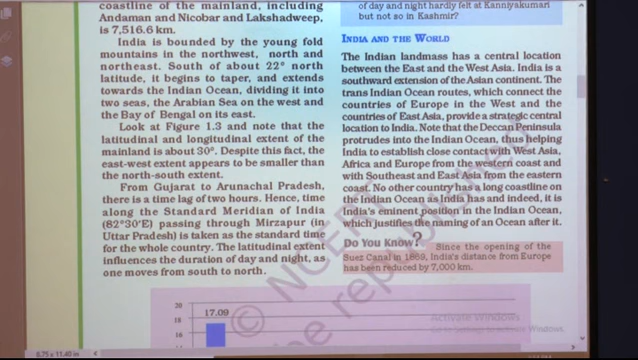 coastline of the mainland, including
Andaman and Nicobar and Lakshadweep,
is 7,516.6 km.
India is bounded by the young fold
mountains in the northwest, north and
northeast. South of about 22° north
latitude, it begins to taper, and extends
towards the Indian Ocean, dividing it into
two seas, the Arabian Sea on the west and
the Bay of Bengal on its east.
Look at Figure 1.3 and note that the
latitudinal and longitudinal extent of the
mainland is about 30°. Despite this fact, the
east-west extent appears to be smaller than
the north-south extent.
From Gujarat to Arunachal Pradesh,
there is a time lag of two hours. Hence, time
along the Standard Meridian of India
(82°30'E) passing through Mirzapur (in
Uttar Pradesh) is taken as the standard time
for the whole country. The latitudinal extent
influences the duration of day and night, as
one moves from south to north.
of day and night hardly felt at Kanniyakumari
but not so in Kashmir?
INDIA AND THE WORLD
The Indian landmass has a central location
between the East and the West Asia. India is a
southward extension of the Asian continent. The
trans Indian Ocean routes, which connect the
countries of Europe in the West and the
countries of East Asia, provide a strategic central
location to India. Note that the Deccan Peninsula
protrudes into the Indian Ocean, thus helping
India to establish close contact with West Asia,
Africa and Europe from the western coast and
with Southeast and East Asia from the eastern
coast. No other country has a long coastline on
the Indian Ocean as India has and indeed, it is
India's eminent position in the Indian Ocean,
which justifies the naming of an Ocean after it.
Do You Know? Since the opening of the
Suez Canal in 1869, India's distance from Europe
has been reduced by 7,000 km.
20
18
16
17.09
© NCERT
be republished
Activate Windows
Go to Settings to activate Windows.
8.75 x 11.40 in